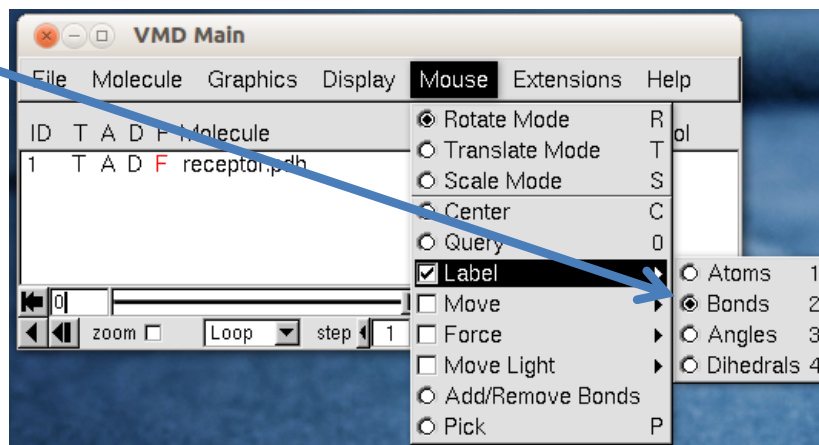 VMD Main
File Molecule Graphics Display Mouse Extensions Help
ID T A D F Molecule
1 T A D F receptor.pdb
Rotate Mode R
Translate Mode T
Scale Mode S
Center C
Query 0
Label
Move
Force
Move Light
Add/Remove Bonds
Pick P
Atoms 1
Bonds 2
Angles 3
Dihedrals 4
0
zoom Loop step 1